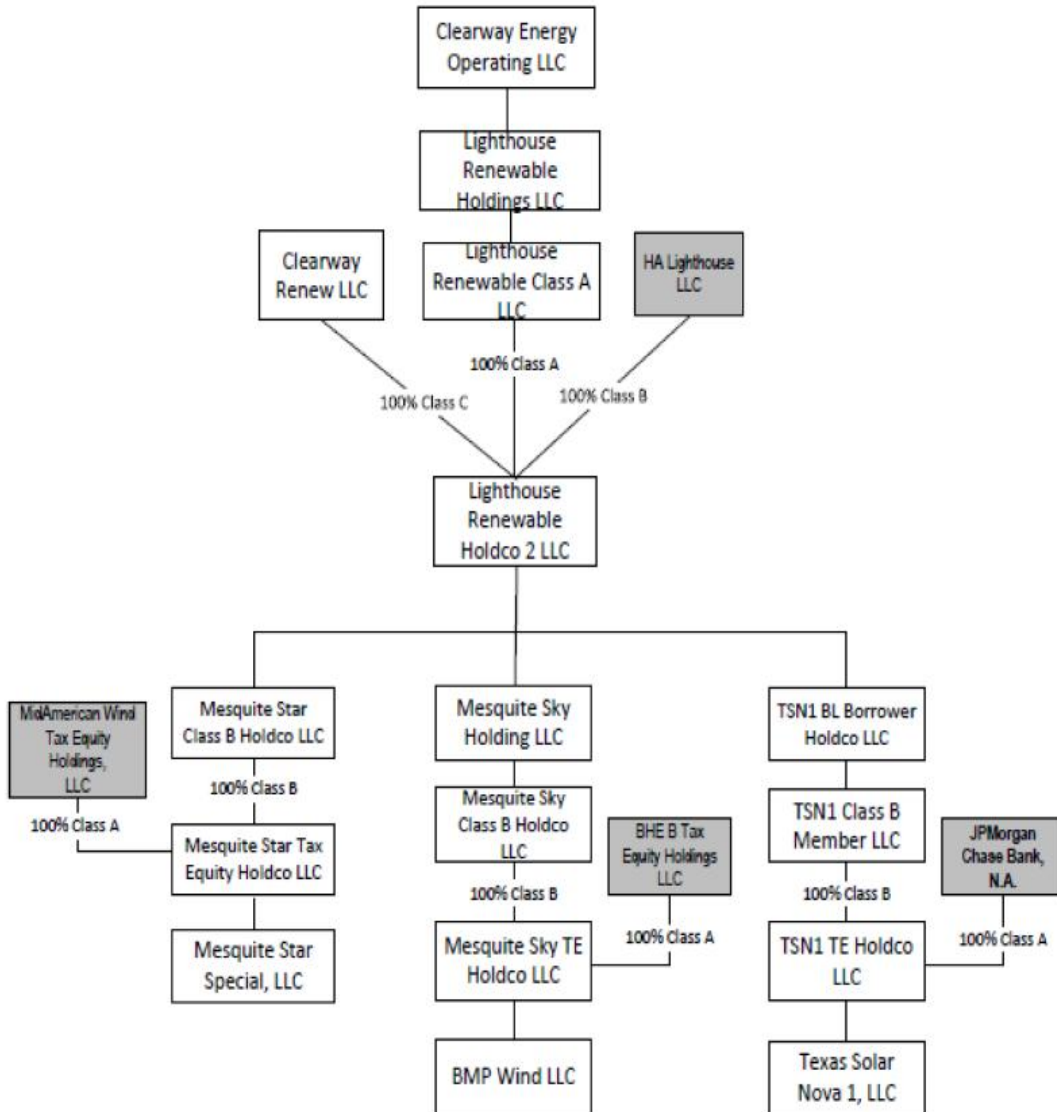 Clearway Energy
Operating LLC
Lighthouse
Renewable
Holdings LLC
Clearway
Renew LLC
Lighthouse
Renewable Class A
LLC
HA Lighthouse
LLC
100% Class C
100% Class A
100% Class B
Lighthouse
Renewable
Holdco 2 LLC
MidAmerican Wind
Tax Equity
Holdings,
LLC
Mesquite Star
Class B Holdco LLC
Mesquite Sky
Holding LLC
TSN1 BL Borrower
Holdco LLC
100% Class B
100% Class A
Mesquite Sky
Class B Holdco
LLC
BHE B Tax
Equity Holdings
LLC
TSN1 Class B
Member LLC
JPMorgan
Chase Bank,
N.A.
Mesquite Star Tax
Equity Holdco LLC
100% Class B
100% Class A
100% Class B
100% Class A
Mesquite Star
Special, LLC
Mesquite Sky TE
Holdco LLC
TSN1 TE Holdco
LLC
BMP Wind LLC
Texas Solar
Nova 1, LLC